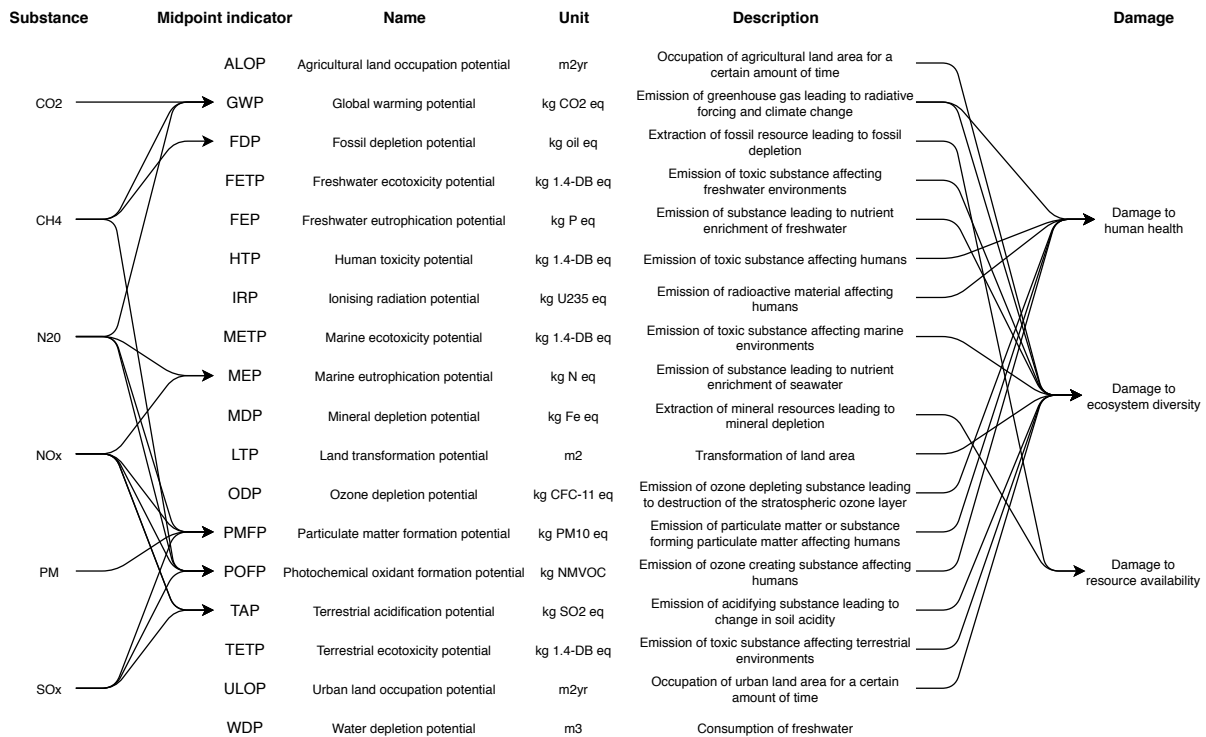 Substance Midpoint indicator Name Unit Description Damage
ALOP Agricultural land occupation potential m2yr Occupation of agricultural land area for a
certain amount of time
CO2 GWP Global warming potential kg CO2 eq Emission of greenhouse gas leading to radiative
forcing and climate change
FDP Fossil depletion potential kg oil eq Extraction of fossil resource leading to fossil
depletion
FETP Freshwater ecotoxicity potential kg 1.4-DB eq Emission of toxic substance affecting
freshwater environments
CH4 FEP Freshwater eutrophication potential kg P eq Emission of substance leading to nutrient
enrichment of freshwater
Damage to
human health
HTP Human toxicity potential kg 1.4-DB eq Emission of toxic substance affecting humans
IRP Ionising radiation potential kg U235 eq Emission of radioactive material affecting
humans
N20 METP Marine ecotoxicity potential kg 1.4-DB eq Emission of toxic substance affecting marine
environments
MEP Marine eutrophication potential kg N eq Emission of substance leading to nutrient
enrichment of seawater
Damage to
ecosystem diversity
MDP Mineral depletion potential kg Fe eq Extraction of mineral resources leading to
mineral depletion
NOx LTP Land transformation potential m2 Transformation of land area
ODP Ozone depletion potential kg CFC-11 eq Emission of ozone depleting substance leading
to destruction of the stratospheric ozone layer
PMFP Particulate matter formation potential kg PM10 eq Emission of particulate matter or substance
forming particulate matter affecting humans
PM POFP Photochemical oxidant formation potential kg NMVOC Emission of ozone creating substance affecting
humans
Damage to
resource availability
TAP Terrestrial acidification potential kg SO2 eq Emission of acidifying substance leading to
change in soil acidity
TETP Terrestrial ecotoxicity potential kg 1.4-DB eq Emission of toxic substance affecting terrestrial
environments
SOx ULOP Urban land occupation potential m2yr Occupation of urban land area for a certain
amount of time
WDP Water depletion potential m3 Consumption of freshwater